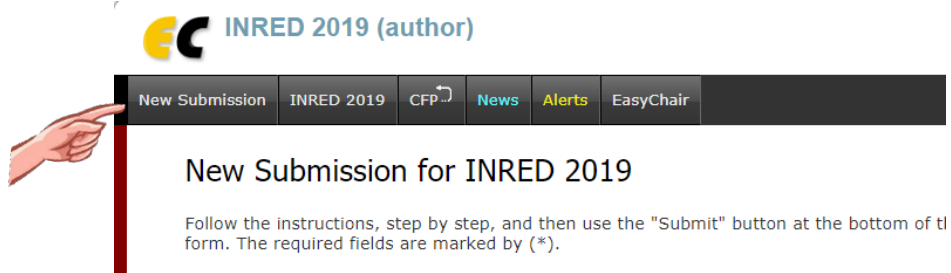 EC INRED 2019 (author)
New Submission INRED 2019 CFP News Alerts EasyChair
New Submission for INRED 2019
Follow the instructions, step by step, and then use the "Submit" button at the bottom of
form. The required fields are marked by (*).